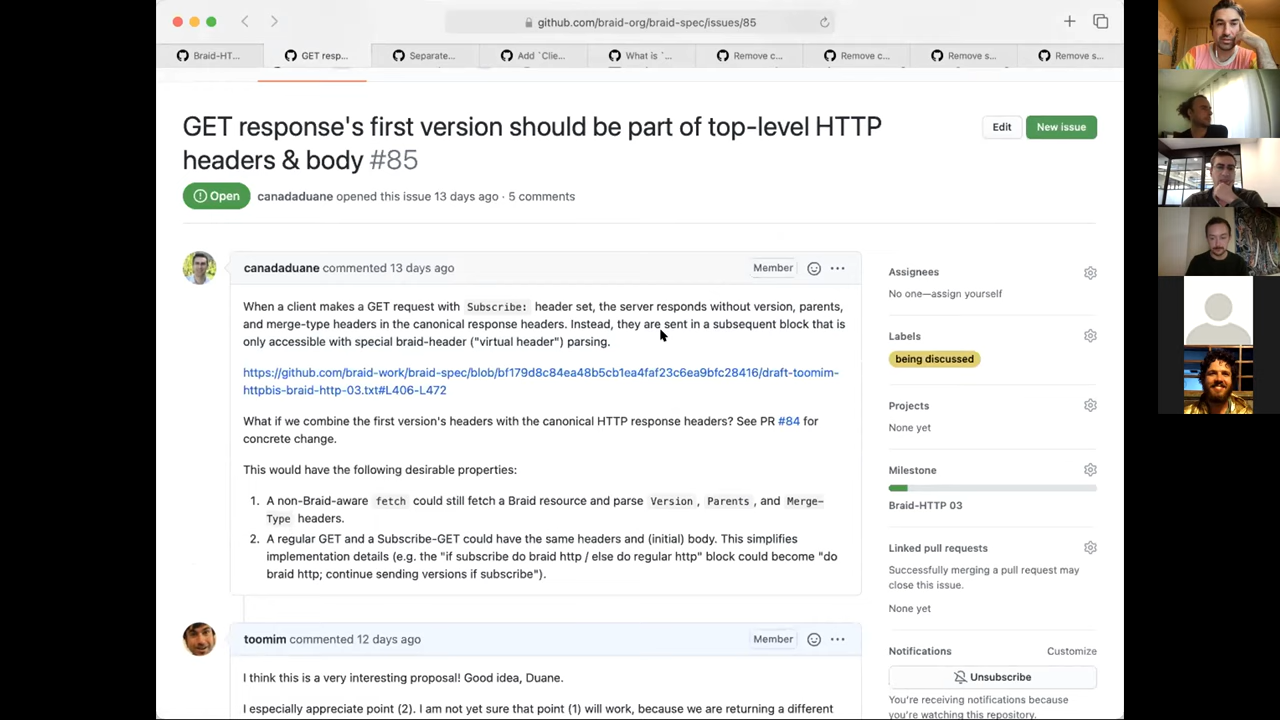 github.com/braid-org/braid-spec/issues/85
Braid-HT...
GET resp...
Separate...
Add `Clie...
What is `...
Remove c...
Remove c...
Remove s...
Remove s...
GET response's first version should be part of top-level HTTP
headers & body #85
Edit
New issue
Open
canadaduane opened this issue 13 days ago · 5 comments
canadaduane commented 13 days ago
Member
When a client makes a GET request with Subscribe: header set, the server responds without version, parents,
and merge-type headers in the canonical response headers. Instead, they are sent in a subsequent block that is
only accessible with special braid-header ("virtual header") parsing.
https://github.com/braid-work/braid-spec/blob/bf179d8c84ea48b5cb1ea4faf23c6ea9bfc28416/draft-toomim-
httpbis-braid-http-03.txt#L406-L472
What if we combine the first version's headers with the canonical HTTP response headers? See PR #84 for
concrete change.
This would have the following desirable properties:
1. A non-Braid-aware fetch could still fetch a Braid resource and parse Version, Parents, and Merge-
Type headers.
2. A regular GET and a Subscribe-GET could have the same headers and (initial) body. This simplifies
implementation details (e.g. the "if subscribe do braid http / else do regular http" block could become "do
braid http; continue sending versions if subscribe").
toomim commented 12 days ago
Member
I think this is a very interesting proposal! Good idea, Duane.
I especially appreciate point (2). I am not yet sure that point (1) will work, because we are returning a different
Assignees
No one—assign yourself
Labels
being discussed
Projects
None yet
Milestone
Braid-HTTP 03
Linked pull requests
Successfully merging a pull request may
close this issue.
None yet
Notifications
Customize
Unsubscribe
You're receiving notifications because
you're watching this repository.